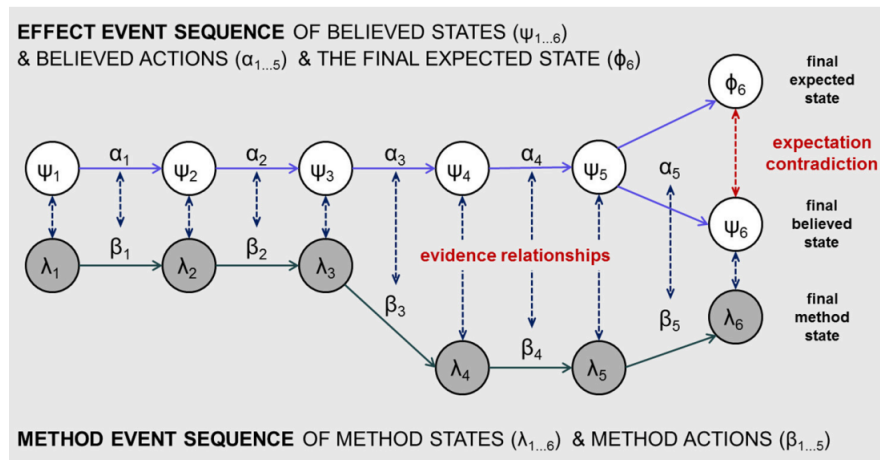 EFFECT EVENT SEQUENCE OF BELIEVED STATES (ψ1...6)
& BELIEVED ACTIONS (α1...5) & THE FINAL EXPECTED STATE (ϕ6)
final
expected
state
ϕ6
expectation
contradiction
ψ1 α1 ψ2 α2 ψ3 α3 ψ4 α4 ψ5 α5
ψ6
final
believed
state
λ1 β1 λ2 β2 λ3
evidence relationships
β3 β4 β5
λ4 λ5 λ6
final
method
state
METHOD EVENT SEQUENCE OF METHOD STATES (λ1...6) & METHOD ACTIONS (β1...5)